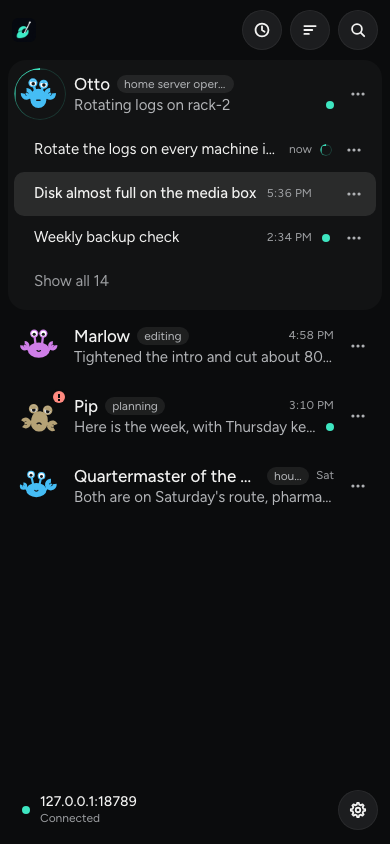 Otto home server oper...
Rotating logs on rack-2
Rotate the logs on every machine i... now
Disk almost full on the media box 5:36 PM
Weekly backup check 2:34 PM
Show all 14
Marlow editing 4:58 PM
Tightened the intro and cut about 80...
Pip planning 3:10 PM
Here is the week, with Thursday ke...
Quartermaster of the ... hou... Sat
Both are on Saturday's route, pharma...
127.0.0.1:18789
Connected